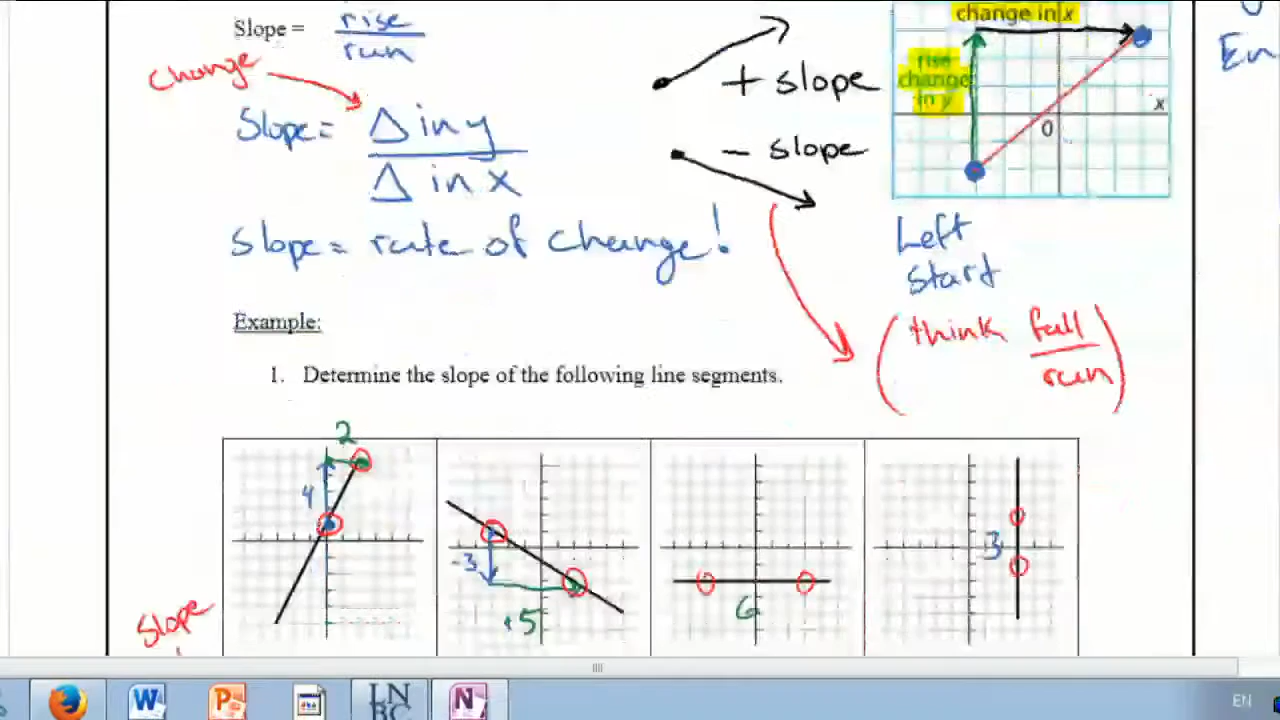 Slope = rise
run
change
Slope = Δ in y
Δ in x
Slope = rate of change!
+ slope
- slope
change in x
rise
change
in y
x
0
Left
start
(think fall
run)
En
Example:
1. Determine the slope of the following line segments.
2
4
-3
+5
6
3
Slope
W
P
LN
BC
N
EN